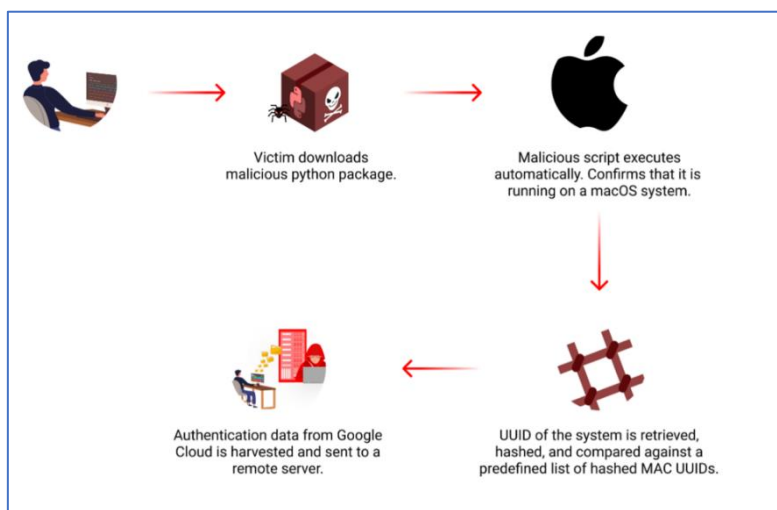 Victim downloads
malicious python package.
Malicious script executes
automatically. Confirms that it is
running on a macOS system.
UUID of the system is retrieved,
hashed, and compared against a
predefined list of hashed MAC UUIDs.
Authentication data from Google
Cloud is harvested and sent to a
remote server.